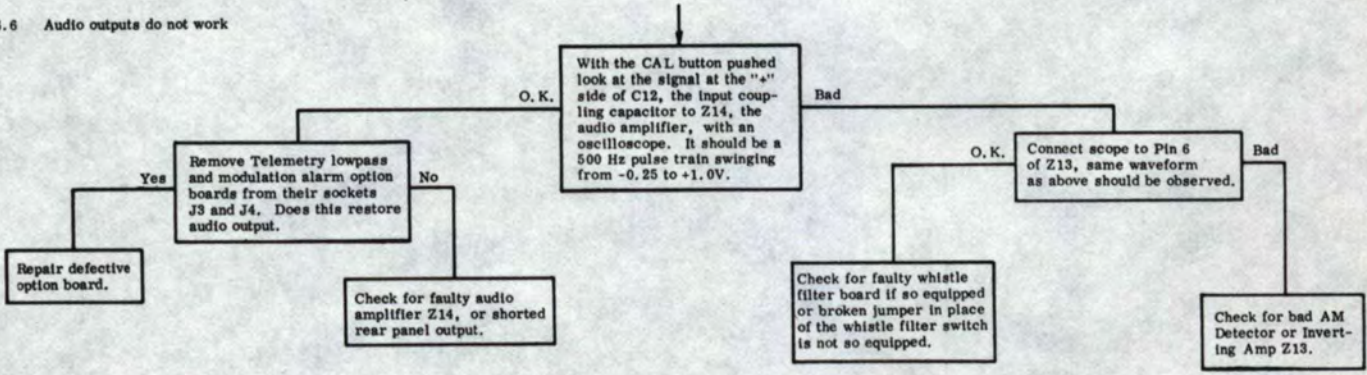 .6 Audio outputs do not work
With the CAL button pushed
look at the signal at the "+"
side of C12, the input coup-
ling capacitor to Z14, the
audio amplifier, with an
oscilloscope. It should be a
500 Hz pulse train swinging
from -0.25 to +1.0V.
O.K.
Bad
Remove Telemetry lowpass
and modulation alarm option
boards from their sockets
J3 and J4. Does this restore
audio output.
Yes
No
Repair defective
option board.
Check for faulty audio
amplifier Z14, or shorted
rear panel output.
Connect scope to Pin 6
of Z13, same waveform
as above should be observed.
O.K.
Bad
Check for faulty whistle
filter board if so equipped
or broken jumper in place
of the whistle filter switch
is not so equipped.
Check for bad AM
Detector or Invert-
ing Amp Z13.